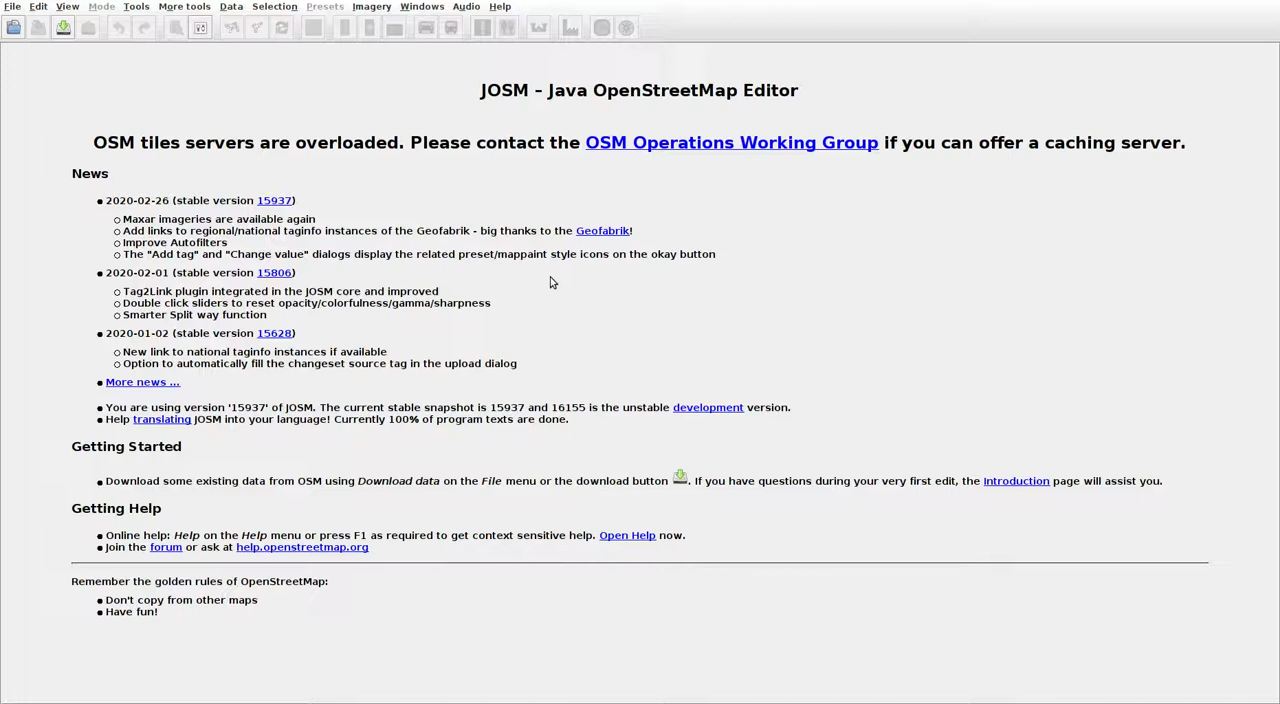 File Edit View Mode Tools More tools Data Selection Presets Imagery Windows Audio Help
JOSM – Java OpenStreetMap Editor
OSM tiles servers are overloaded. Please contact the OSM Operations Working Group if you can offer a caching server.
News
2020-02-26 (stable version 15937)
Maxar imageries are available again
Add links to regional/national taginfo instances of the Geofabrik - big thanks to the Geofabrik!
Improve Autofilters
The "Add tag" and "Change value" dialogs display the related preset/mappaint style icons on the okay button
2020-02-01 (stable version 15806)
Tag2Link plugin integrated in the JOSM core and improved
Double click sliders to reset opacity/colorfulness/gamma/sharpness
Smarter Split way function
2020-01-02 (stable version 15628)
New link to national taginfo instances if available
Option to automatically fill the changeset source tag in the upload dialog
More news ...
You are using version '15937' of JOSM. The current stable snapshot is 15937 and 16155 is the unstable development version.
Help translating JOSM into your language! Currently 100% of program texts are done.
Getting Started
Download some existing data from OSM using Download data on the File menu or the download button . If you have questions during your very first edit, the Introduction page will assist you.
Getting Help
Online help: Help on the Help menu or press F1 as required to get context sensitive help. Open Help now.
Join the forum or ask at help.openstreetmap.org
Remember the golden rules of OpenStreetMap:
Don't copy from other maps
Have fun!